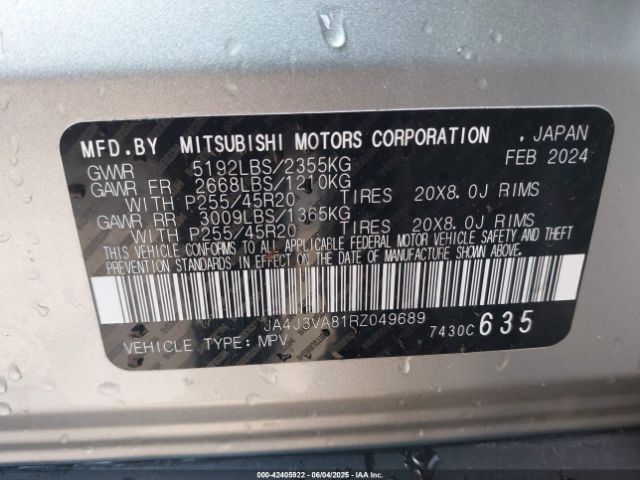 MFD.BY MITSUBISHI MOTORS CORPORATION , JAPAN
FEB 2024
GVWR 5192LBS/2355KG
GAWR FR 2668LBS/1210KG
WITH P255/45R20 TIRES 20X8.0J RIMS
GAWR RR 3009LBS/1365KG
WITH P255/45R20 TIRES 20X8.0J RIMS
THIS VEHICLE CONFORMS TO ALL APPLICABLE FEDERAL MOTOR VEHICLE SAFETY AND THEFT
PREVENTION STANDARDS IN EFFECT ON THE DATE OF MANUFACTURE SHOWN ABOVE.
JA4J3VA81RZ049689
7430C 635
VEHICLE TYPE: MPV
000-42405922 - 06/04/2025 - IAAI.com